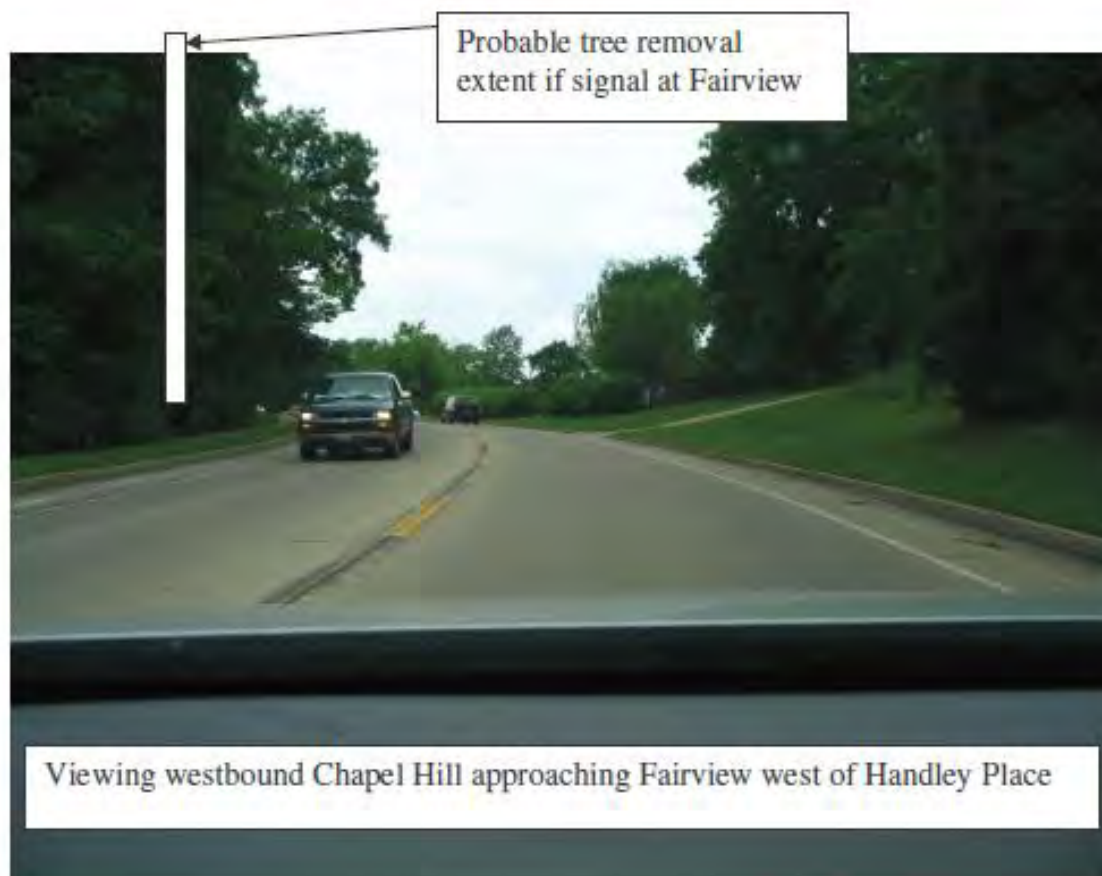 Probable tree removal
extent if signal at Fairview
Viewing westbound Chapel Hill approaching Fairview west of Handley Place